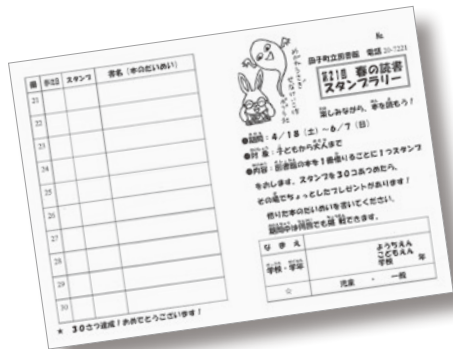 冊 月/日 スタンプ 書名（本のだいめい）
21
22
23
24
25
26
27
28
29
30
★ 30さつ達成！おめでとうございます！
№
田子町立図書館 電話 20-7221
第21回 春の読書
スタンプラリー
楽しみながら、本を読もう！
●期間：4/18（土）～6/7（日）
●対象：子どもから大人まで
●内容：図書館の本を1冊借りるごとに1つスタンプ
をおします。スタンプを30コあつめたら、
その場でちょっとしたプレゼントがあります！
借りた本のだいめいを書いてください。
期間中は何回でも挑戦できます。
なまえ
学校・学年
ようちえん
こどもえん
学校 年
☆ 児童 ・ 一般